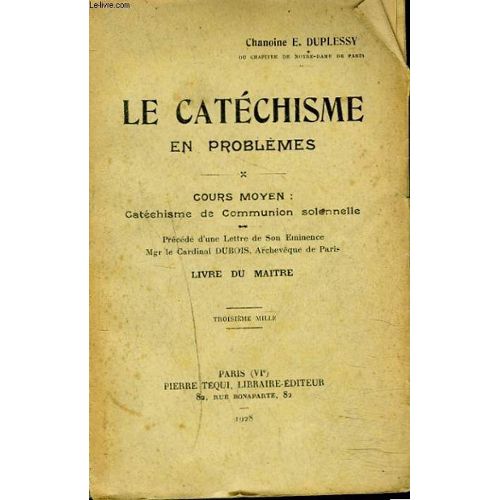 Le-livre.com
Chanoine E. DUPLESSY
DU CHAPITRE DE NOTRE-DAME DE PARIS
LE CATÉCHISME
EN PROBLÈMES
COURS MOYEN :
Catéchisme de Communion solennelle
Précédé d'une Lettre de Son Eminence
Mgr le Cardinal DUBOIS, Archevêque de Paris
LIVRE DU MAITRE
TROISIÈME MILLE
PARIS (VIe)
PIERRE TÉQUI, LIBRAIRE-ÉDITEUR
82, RUE BONAPARTE, 82
1928